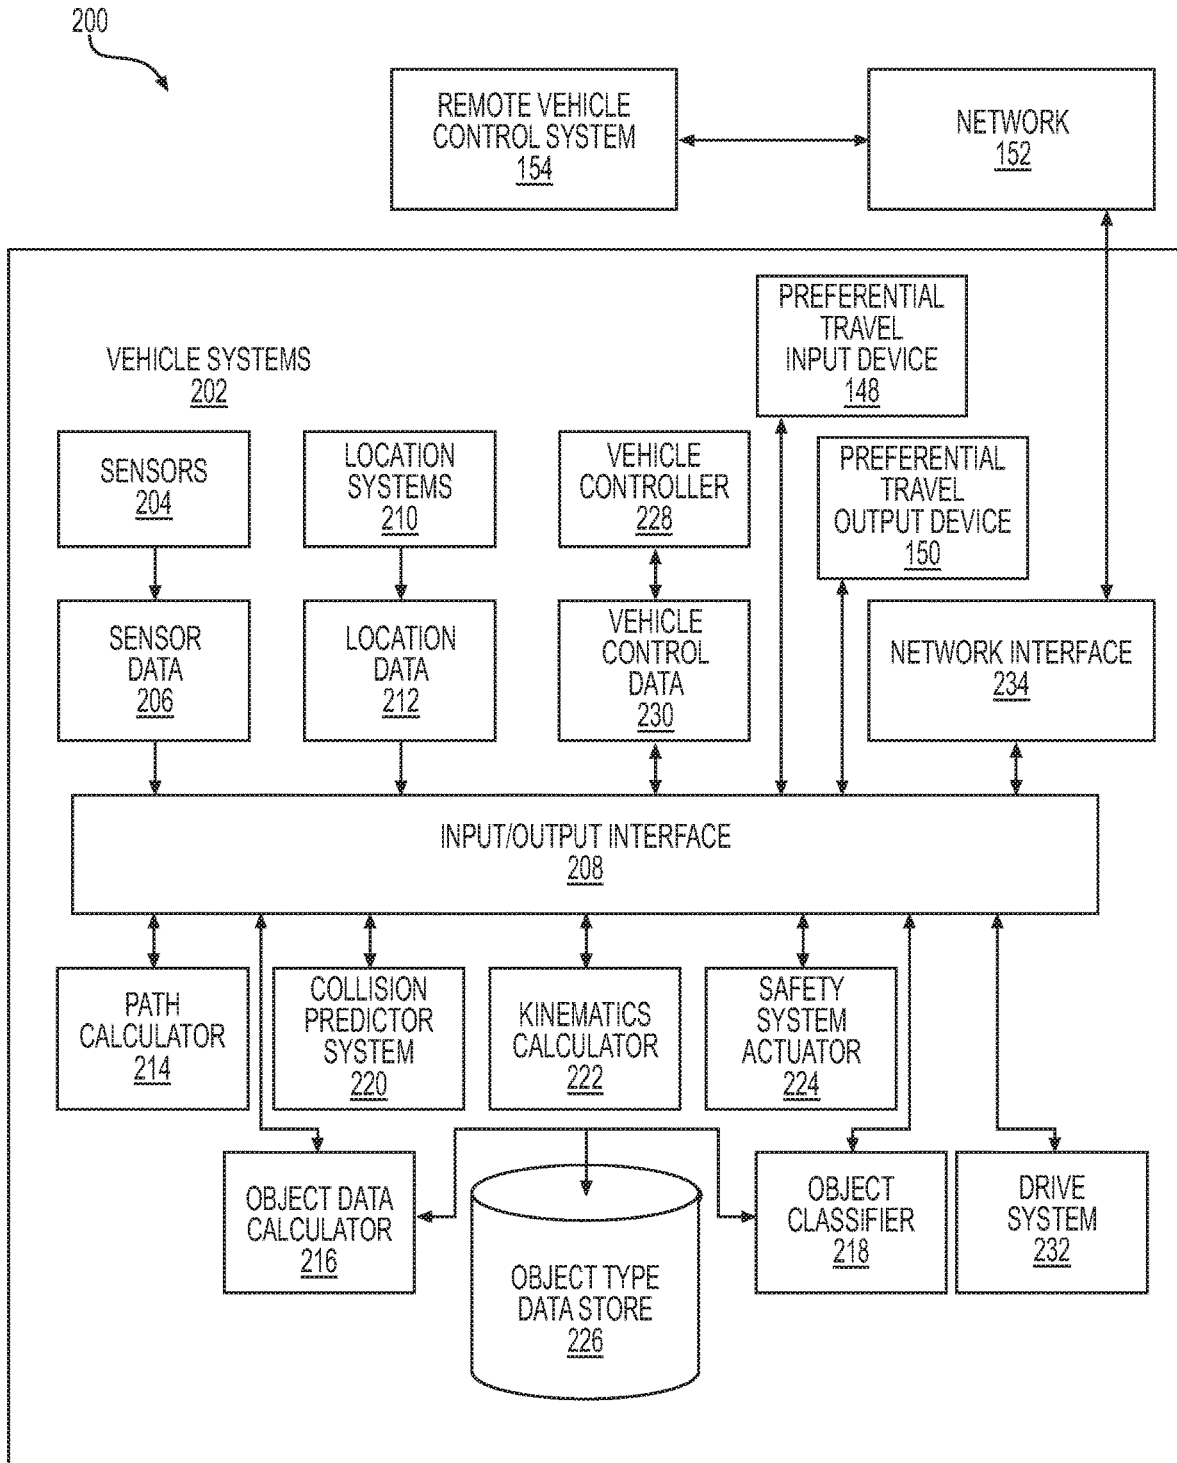 200
REMOTE VEHICLE
CONTROL SYSTEM
154
NETWORK
152
VEHICLE SYSTEMS
202
PREFERENTIAL
TRAVEL
INPUT DEVICE
148
SENSORS
204
LOCATION
SYSTEMS
210
VEHICLE
CONTROLLER
228
PREFERENTIAL
TRAVEL
OUTPUT DEVICE
150
SENSOR
DATA
206
LOCATION
DATA
212
VEHICLE
CONTROL
DATA
230
NETWORK INTERFACE
234
INPUT/OUTPUT INTERFACE
208
PATH
CALCULATOR
214
COLLISION
PREDICTOR
SYSTEM
220
KINEMATICS
CALCULATOR
222
SAFETY
SYSTEM
ACTUATOR
224
OBJECT DATA
CALCULATOR
216
OBJECT TYPE
DATA STORE
226
OBJECT
CLASSIFIER
218
DRIVE
SYSTEM
232